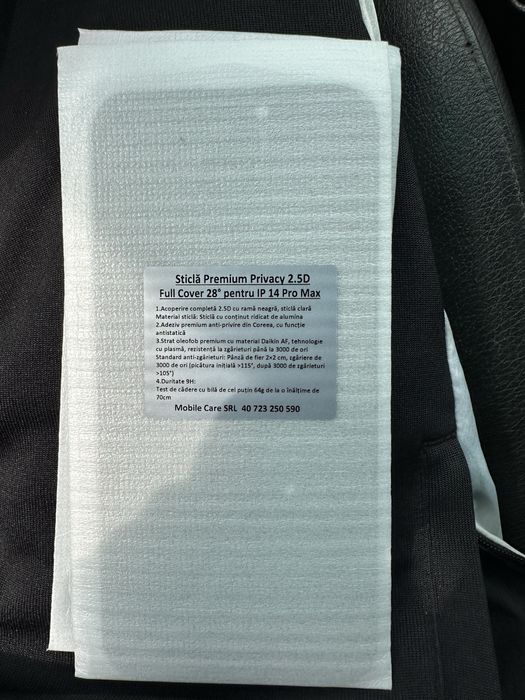 Sticlă Premium Privacy 2.5D
Full Cover 28° pentru IP 14 Pro Max
1.Acoperire completă 2.5D cu ramă neagră, sticlă clară
Material sticlă: Sticlă cu conținut ridicat de alumina
2.Adeziv premium anti-privire din Coreea, cu funcție
antistatică
3.Strat oleofob premium cu material Daikin AF, tehnologie
cu plasmă, rezistență la zgârieturi până la 3000 de ori
Standard anti-zgârieturi: Pânză de fier 2×2 cm, zgâriere de
3000 de ori (picătura inițială >115°, după 3000 de zgârieturi
>105°)
4.Duritate 9H:
Test de cădere cu bilă de cel puțin 64g de la o înălțime de
70cm
Mobile Care SRL 40 723 250 590